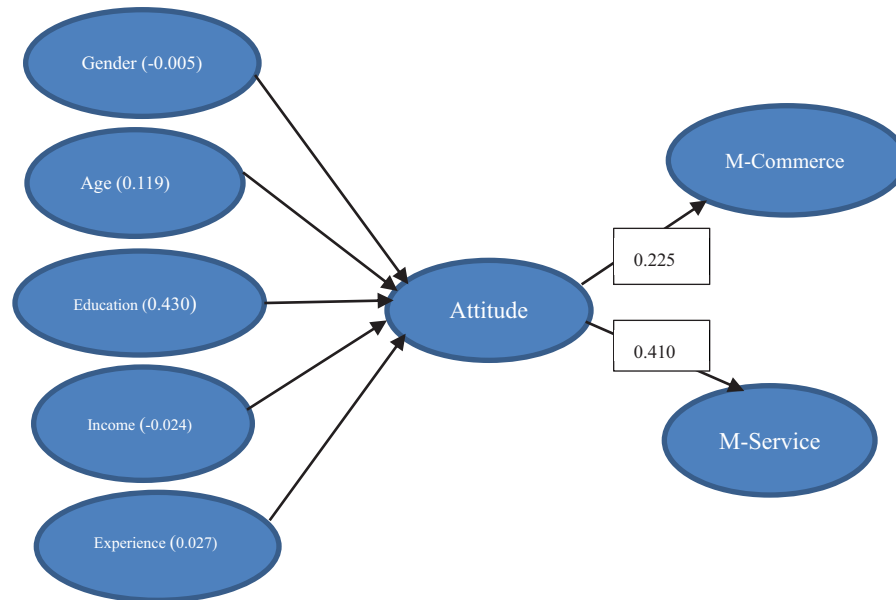 Gender (-0.005)
Age (0.119)
Education (0.430)
Income (-0.024)
Experience (0.027)
Attitude
0.225
0.410
M-Commerce
M-Service